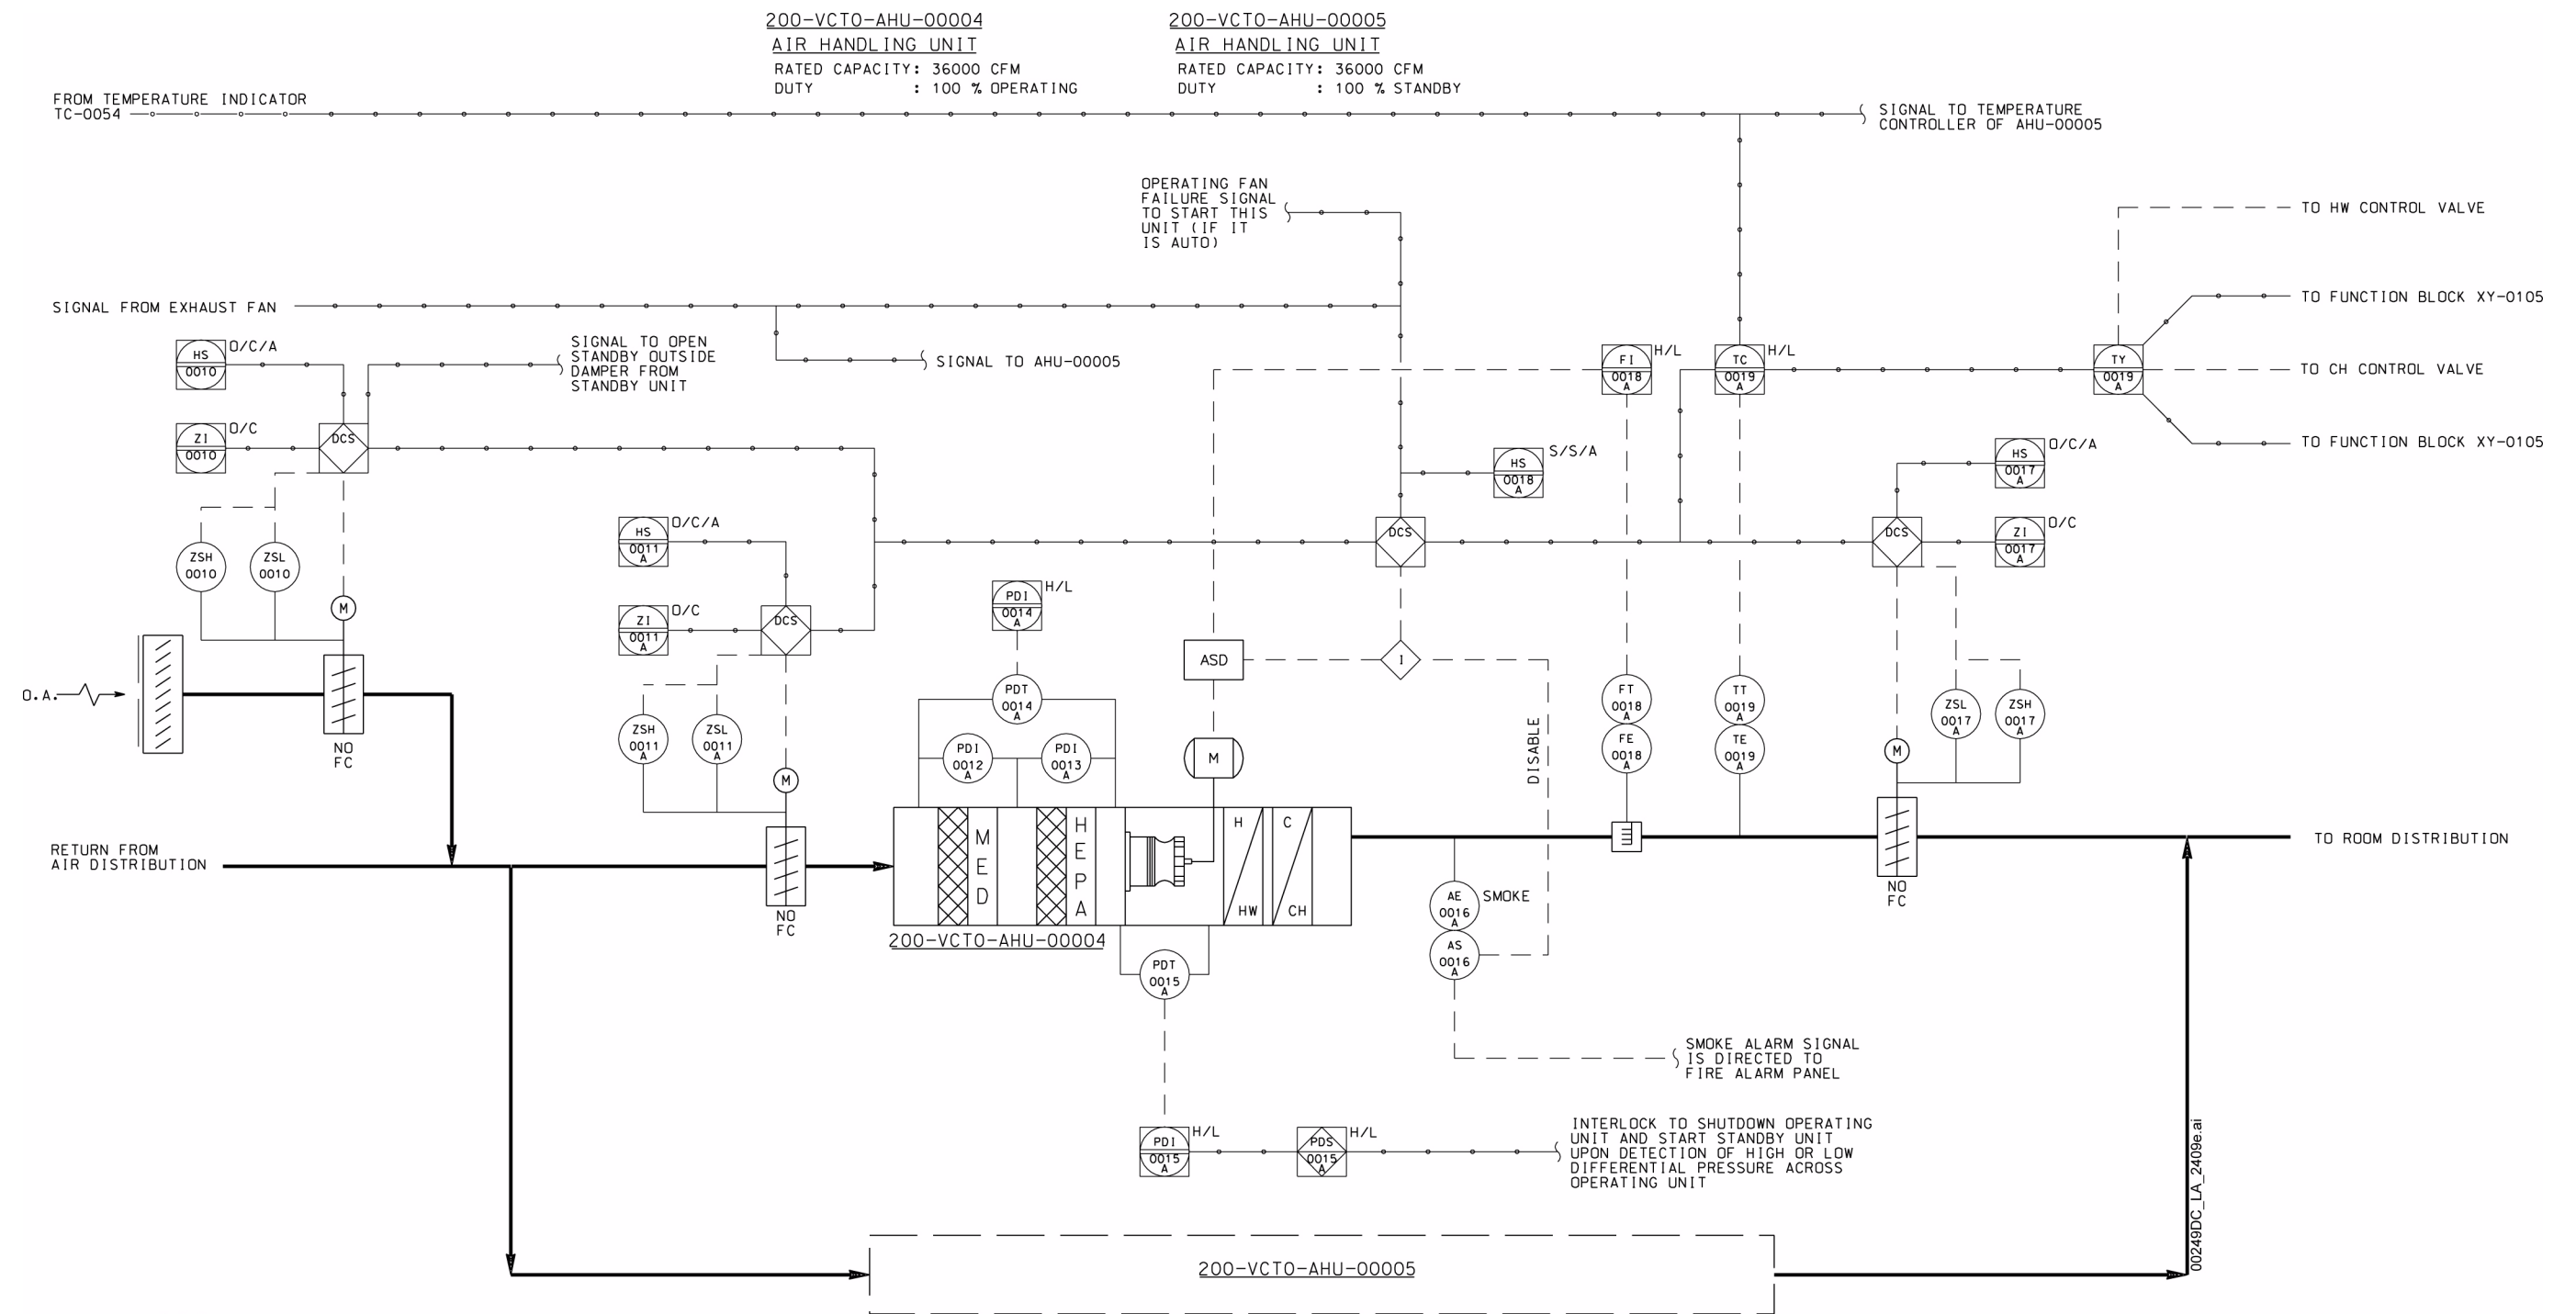 200-VCTO-AHU-00004
AIR HANDLING UNIT
RATED CAPACITY: 36000 CFM
DUTY : 100 % OPERATING
200-VCTO-AHU-00005
AIR HANDLING UNIT
RATED CAPACITY: 36000 CFM
DUTY : 100 % STANDBY
FROM TEMPERATURE INDICATOR
TC-0054
SIGNAL TO TEMPERATURE
CONTROLLER OF AHU-00005
OPERATING FAN
FAILURE SIGNAL
TO START THIS
UNIT (IF IT
IS AUTO)
TO HW CONTROL VALVE
SIGNAL FROM EXHAUST FAN
TO FUNCTION BLOCK XY-0105
SIGNAL TO OPEN
STANDBY OUTSIDE
DAMPER FROM
STANDBY UNIT
SIGNAL TO AHU-00005
HS
0010
O/C/A
FI
0018
A
H/L
TC
0019
A
H/L
TY
0019
A
TO CH CONTROL VALVE
TO FUNCTION BLOCK XY-0105
ZI
0010
O/C
DCS
HS
0018
A
S/S/A
HS
0017
A
O/C/A
HS
0011
A
O/C/A
DCS
DCS
ZI
0017
A
O/C
ZSH
0010
ZSL
0010
M
ZI
0011
A
O/C
DCS
PDI
0014
A
H/L
ASD
I
O.A.
NO
FC
ZSH
0011
A
ZSL
0011
A
M
PDT
0014
A
PDI
0012
A
PDI
0013
A
M
DISABLE
FT
0018
A
FE
0018
A
TT
0019
A
TE
0019
A
ZSL
0017
A
ZSH
0017
A
M
RETURN FROM
AIR DISTRIBUTION
NO
FC
MED
HEPA
H
HW
C
CH
200-VCTO-AHU-00004
AE
0016
A
SMOKE
AS
0016
A
NO
FC
TO ROOM DISTRIBUTION
PDT
0015
A
SMOKE ALARM SIGNAL
IS DIRECTED TO
FIRE ALARM PANEL
PDI
0015
A
H/L
PDS
0015
A
H/L
INTERLOCK TO SHUTDOWN OPERATING
UNIT AND START STANDBY UNIT
UPON DETECTION OF HIGH OR LOW
DIFFERENTIAL PRESSURE ACROSS
OPERATING UNIT
200-VCTO-AHU-00005
00249DC_LA_2409e.ai